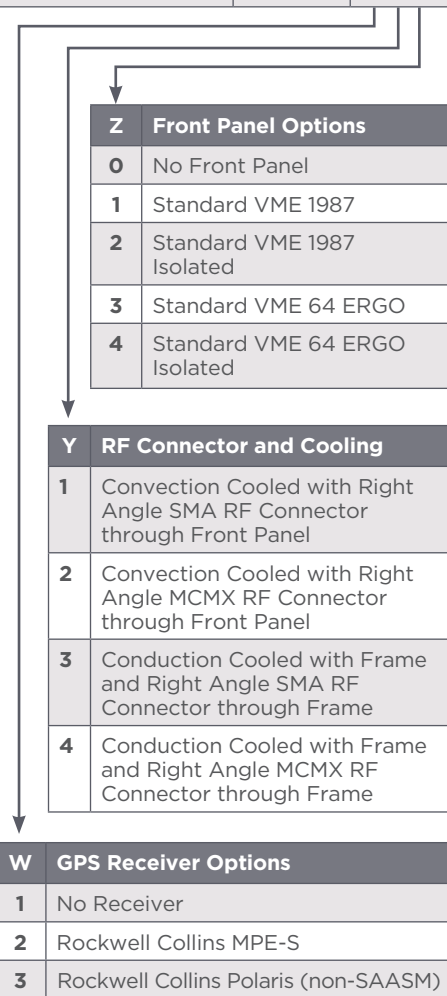 Z Front Panel Options
0 No Front Panel
1 Standard VME 1987
2 Standard VME 1987
Isolated
3 Standard VME 64 ERGO
4 Standard VME 64 ERGO
Isolated
Y RF Connector and Cooling
1 Convection Cooled with Right
Angle SMA RF Connector
through Front Panel
2 Convection Cooled with Right
Angle MCMX RF Connector
through Front Panel
3 Conduction Cooled with Frame
and Right Angle SMA RF
Connector through Frame
4 Conduction Cooled with Frame
and Right Angle MCMX RF
Connector through Frame
W GPS Receiver Options
1 No Receiver
2 Rockwell Collins MPE-S
3 Rockwell Collins Polaris (non-SAASM)